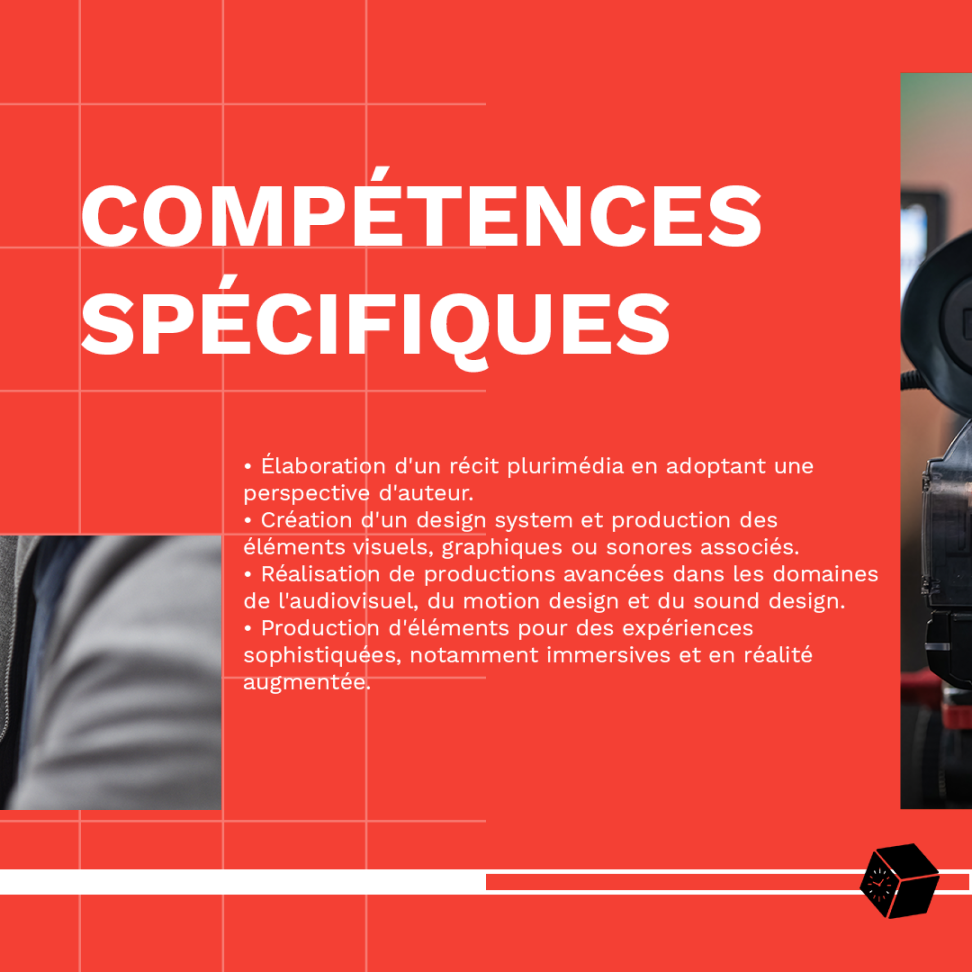 COMPÉTENCES
SPÉCIFIQUES
• Élaboration d'un récit plurimédia en adoptant une
perspective d'auteur.
• Création d'un design system et production des
éléments visuels, graphiques ou sonores associés.
• Réalisation de productions avancées dans les domaines
de l'audiovisuel, du motion design et du sound design.
• Production d'éléments pour des expériences
sophistiquées, notamment immersives et en réalité
augmentée.